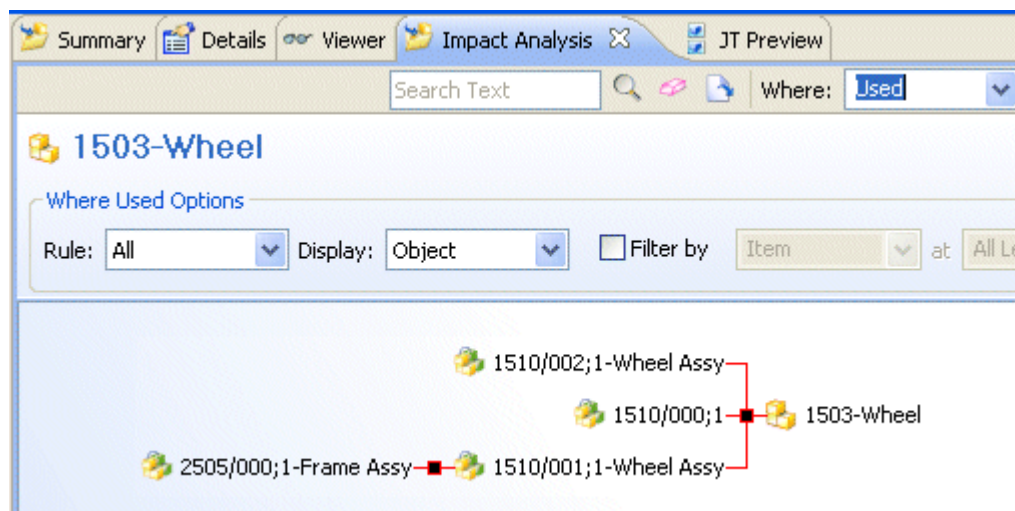 Summary Details Viewer Impact Analysis JT Preview
Search Text Where: Used
1503-Wheel
Where Used Options
Rule: All Display: Object Filter by Item at All Le
1510/002;1-Wheel Assy
1510/000;1 1503-Wheel
2505/000;1-Frame Assy 1510/001;1-Wheel Assy